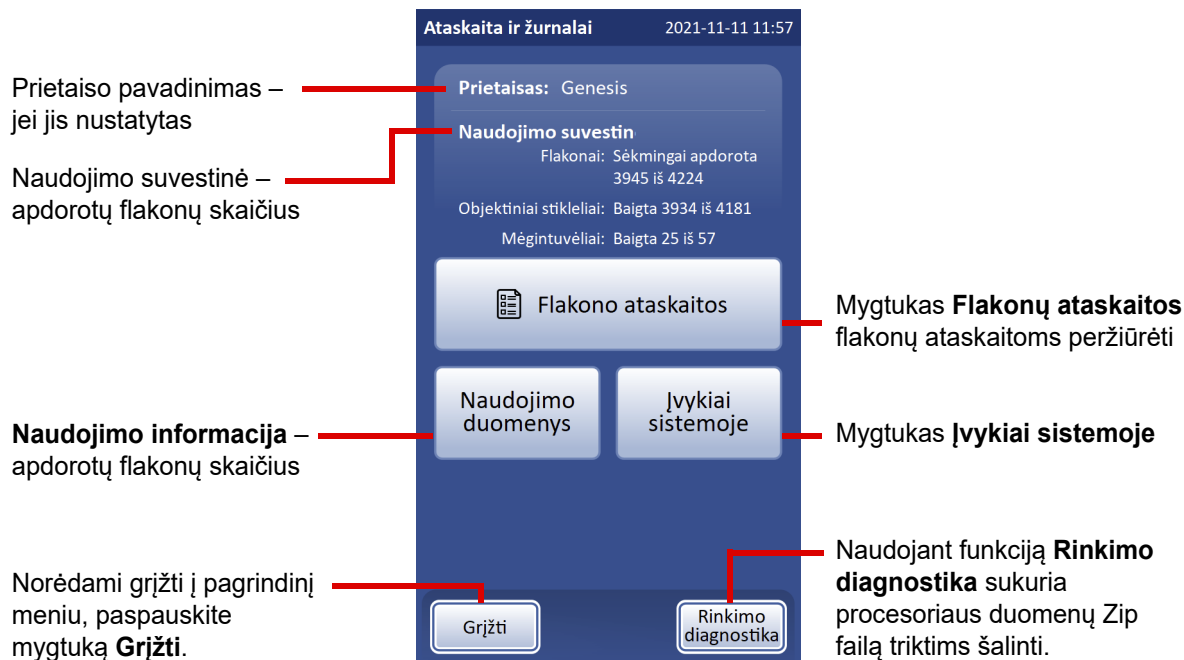 Ataskaita ir žurnalai 2021-11-11 11:57
Prietaiso pavadinimas –
jei jis nustatytas
Naudojimo suvestinė –
apdorotų flakonų skaičius
Prietaisas: Genesis
Naudojimo suvestin
Flakonai: Sėkmingai apdorota
3945 iš 4224
Objektiniai stikleliai: Baigta 3934 iš 4181
Mėgintuvėliai: Baigta 25 iš 57
Flakono ataskaitos
Mygtukas Flakonų ataskaitos
flakonų ataskaitoms peržiūrėti
Naudojimo informacija –
apdorotų flakonų skaičius
Naudojimo
duomenys
Įvykiai
sistemoje
Mygtukas Įvykiai sistemoje
Norėdami grįžti į pagrindinį
meniu, paspauskite
mygtuką Grįžti.
Grįžti
Rinkimo
diagnostika
Naudojant funkciją Rinkimo
diagnostika sukuria
procesoriaus duomenų Zip
failą triktims šalinti.